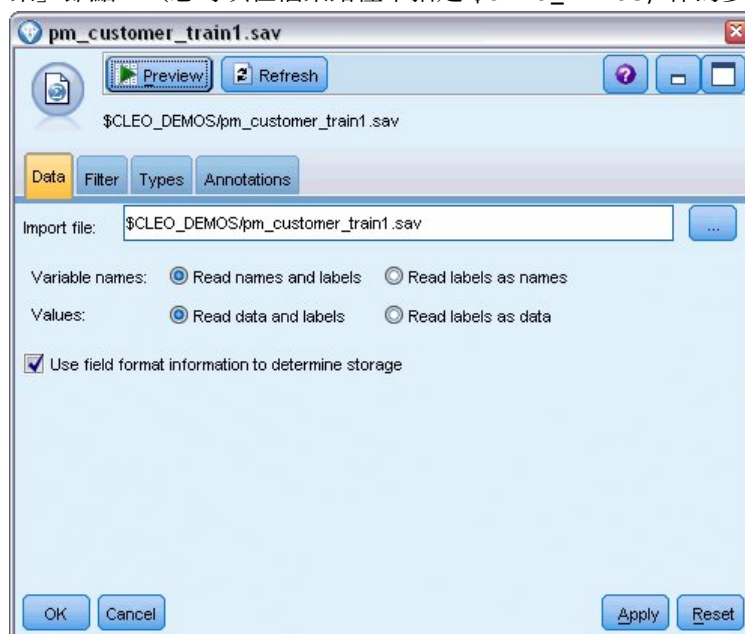 pm_customer_train1.sav
Preview Refresh
$CLEO_DEMOS/pm_customer_train1.sav
Data Filter Types Annotations
Import file: $CLEO_DEMOS/pm_customer_train1.sav ...
Variable names: Read names and labels Read labels as names
Values: Read data and labels Read labels as data
Use field format information to determine storage
OK Cancel Apply Reset